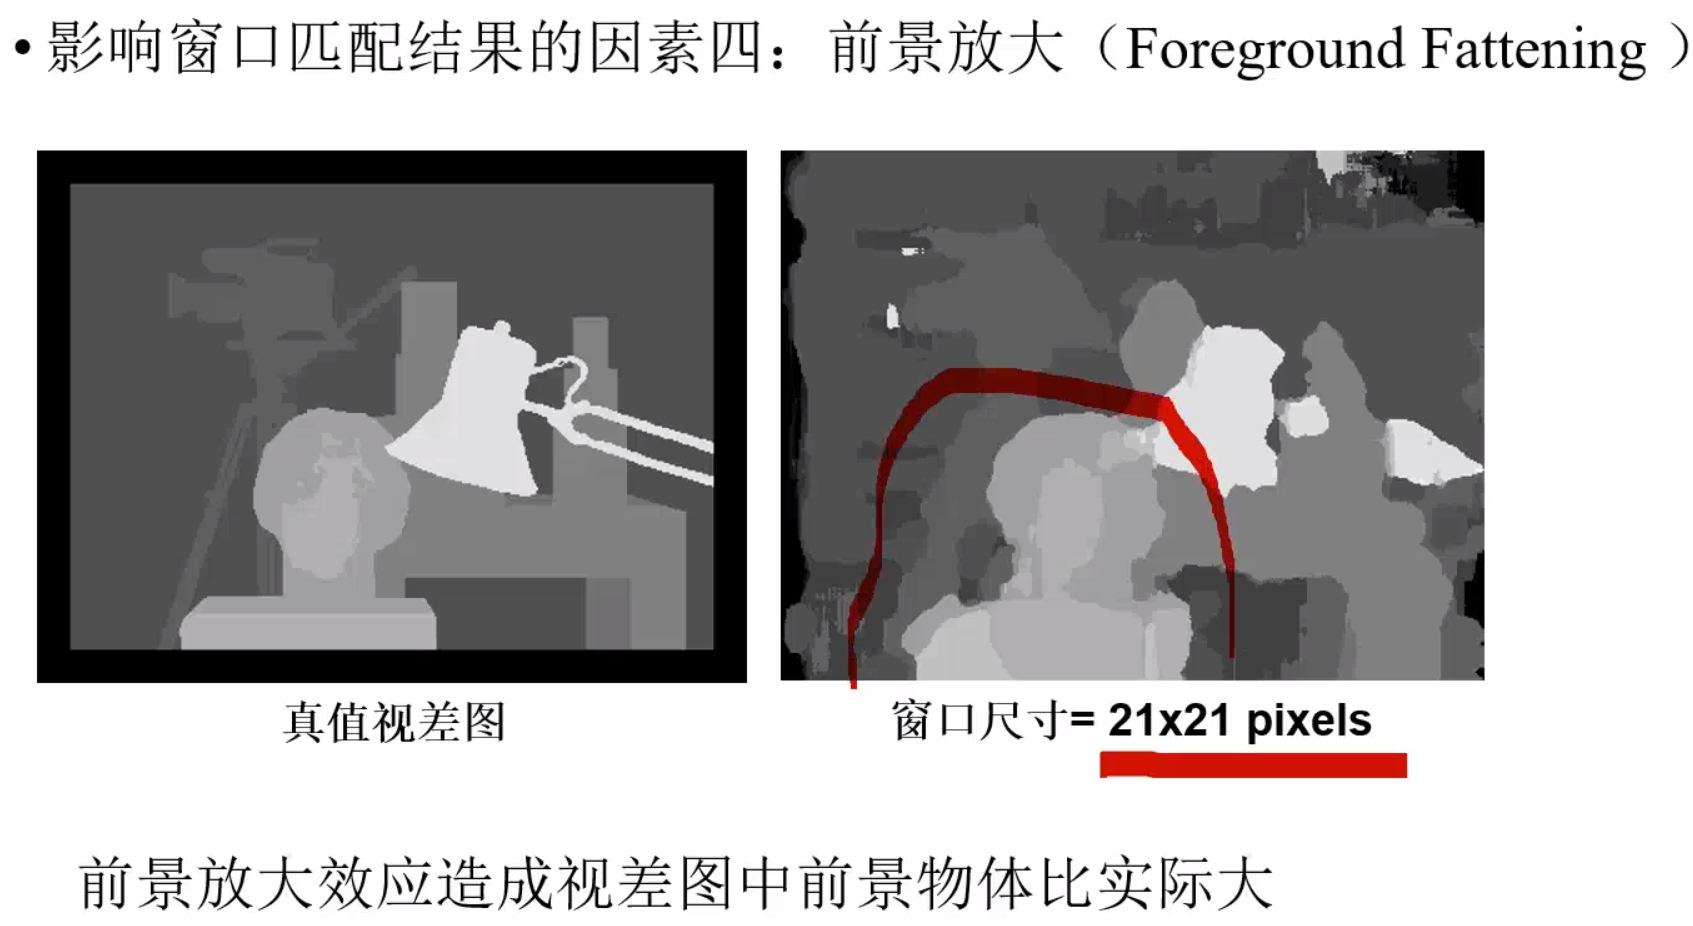 • 影响窗口匹配结果的因素四：前景放大（Foreground Fattening ）
真值视差图
窗口尺寸= 21x21 pixels
前景放大效应造成视差图中前景物体比实际大